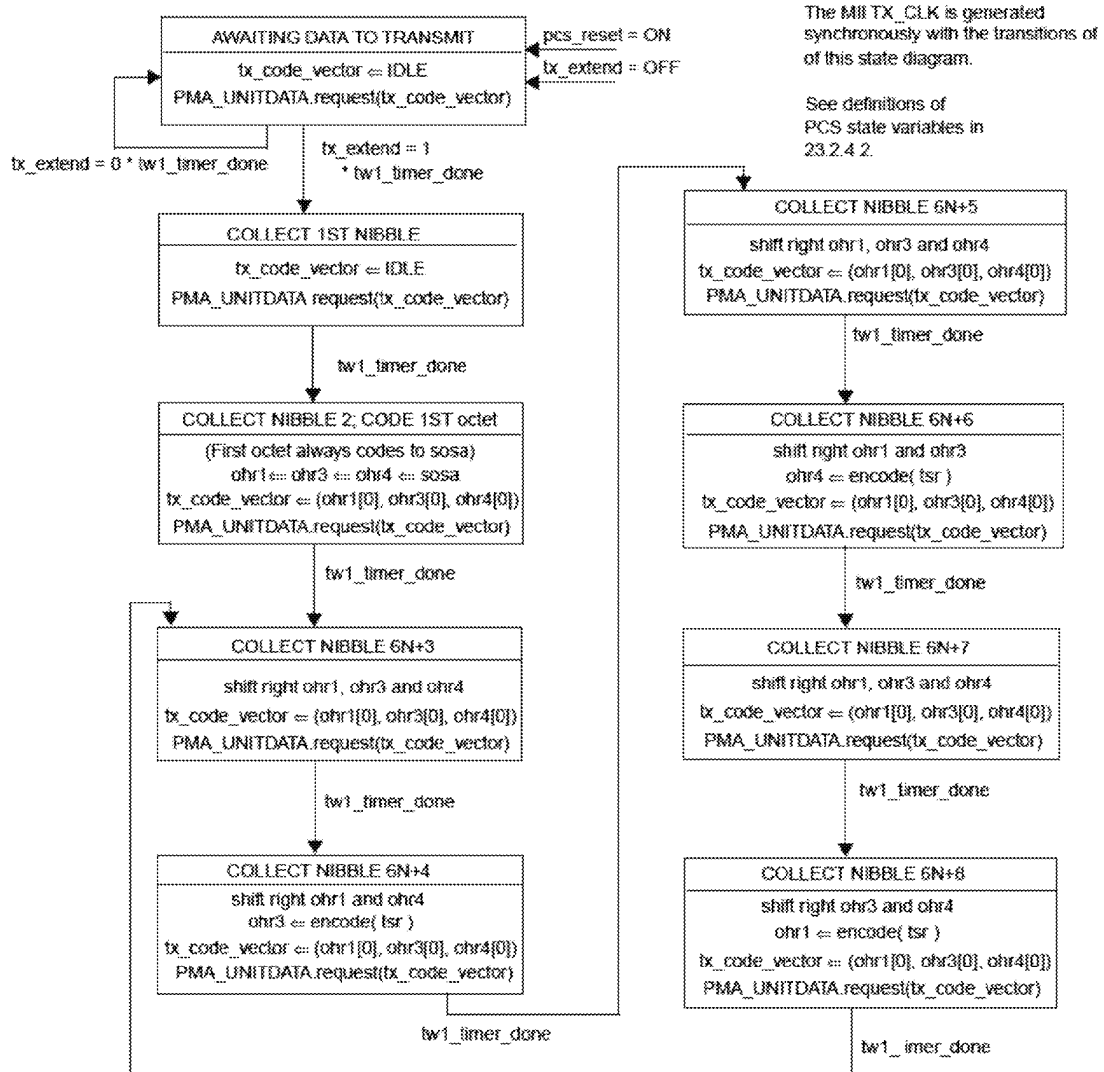 The MII TX_CLK is generated
synchronously with the transitions of
of this state diagram.
See definitions of
PCS state variables in
23.2.4 2.
AWAITING DATA TO TRANSMIT
tx_code_vector ⇐ IDLE
PMA_UNITDATA.request(tx_code_vector)
pcs_reset = ON
tx_extend = OFF
tx_extend = 0 * tw1_timer_done
tx_extend = 1
* tw1_timer_done
COLLECT 1ST NIBBLE
tx_code_vector ⇐ IDLE
PMA_UNITDATA request(tx_code_vector)
tw1_timer_done
COLLECT NIBBLE 2; CODE 1ST octet
(First octet always codes to sosa)
ohr1⇐ ohr3 ⇐ ohr4 ⇐ sosa
tx_code_vector ⇐ (ohr1[0], ohr3[0], ohr4[0])
PMA_UNITDATA.request(tx_code_vector)
tw1_timer_done
COLLECT NIBBLE 6N+3
shift right ohr1, ohr3 and ohr4
tx_code_vector ⇐ (ohr1[0], ohr3[0], ohr4[0])
PMA_UNITDATA.request(tx_code_vector)
tw1_timer_done
COLLECT NIBBLE 6N+4
shift right ohr1 and ohr4
ohr3 ⇐ encode( tsr )
tx_code_vector ⇐ (ohr1[0], ohr3[0], ohr4[0])
PMA_UNITDATA.request(tx_code_vector)
tw1_timer_done
COLLECT NIBBLE 6N+5
shift right ohr1, ohr3 and ohr4
tx_code_vector ⇐ (ohr1[0], ohr3[0], ohr4[0])
PMA_UNITDATA.request(tx_code_vector)
tw1_timer_done
COLLECT NIBBLE 6N+6
shift right ohr1 and ohr3
ohr4 ⇐ encode( tsr )
tx_code_vector ⇐ (ohr1[0], ohr3[0], ohr4[0])
PMA_UNITDATA.request(tx_code_vector)
tw1_timer_done
COLLECT NIBBLE 6N+7
shift right ohr1, ohr3 and ohr4
tx_code_vector ⇐ (ohr1[0], ohr3[0], ohr4[0])
PMA_UNITDATA.request(tx_code_vector)
tw1_timer_done
COLLECT NIBBLE 6N+8
shift right ohr3 and ohr4
ohr1 ⇐ encode( tsr )
tx_code_vector ⇐ (ohr1[0], ohr3[0], ohr4[0])
PMA_UNITDATA.request(tx_code_vector)
tw1_ imer_done